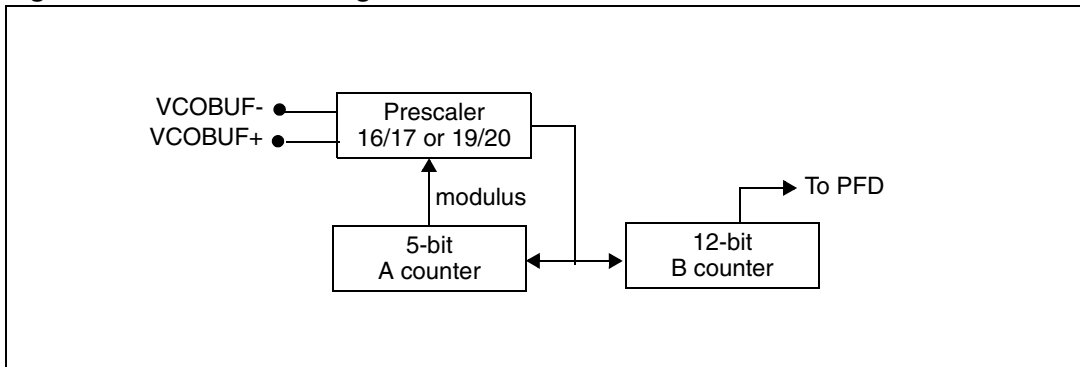 VCOBUF-
VCOBUF+
Prescaler
16/17 or 19/20
modulus
To PFD
5-bit
A counter
12-bit
B counter